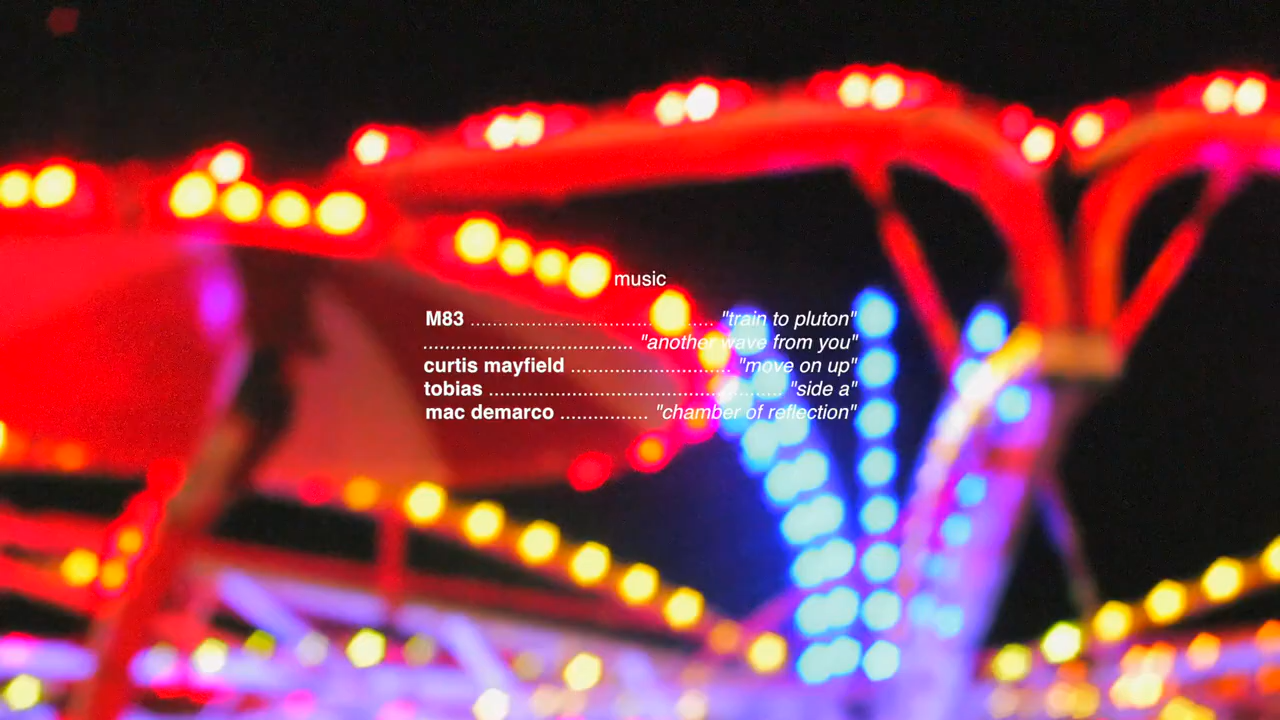 music
M83 ........................................... "train to pluton"
..................................... "another wave from you"
curtis mayfield ............................ "move on up"
tobias .................................................... "side a"
mac demarco ............... "chamber of reflection"